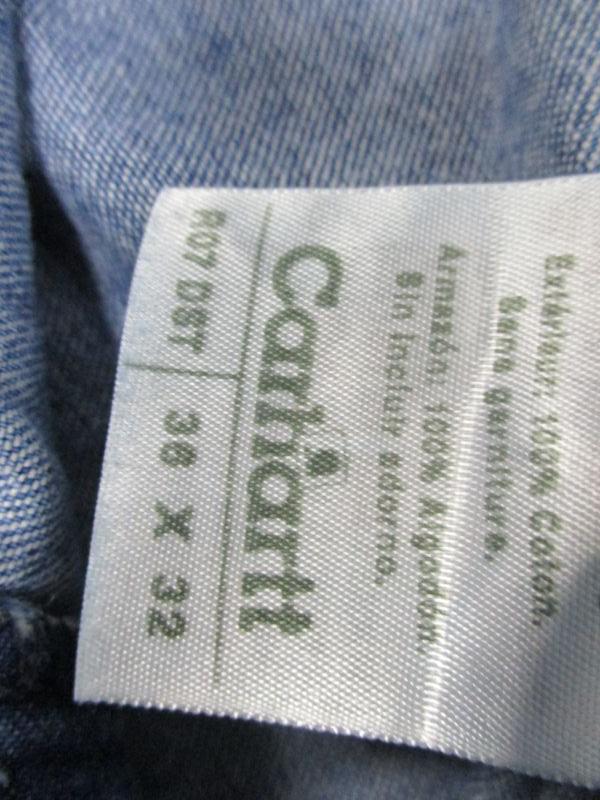 Extérieur: 100% Coton.
Sans garniture.
Armazón: 100% Algodón.
Sin incluir adorno.
Carhartt
R07 DST 36 X 32